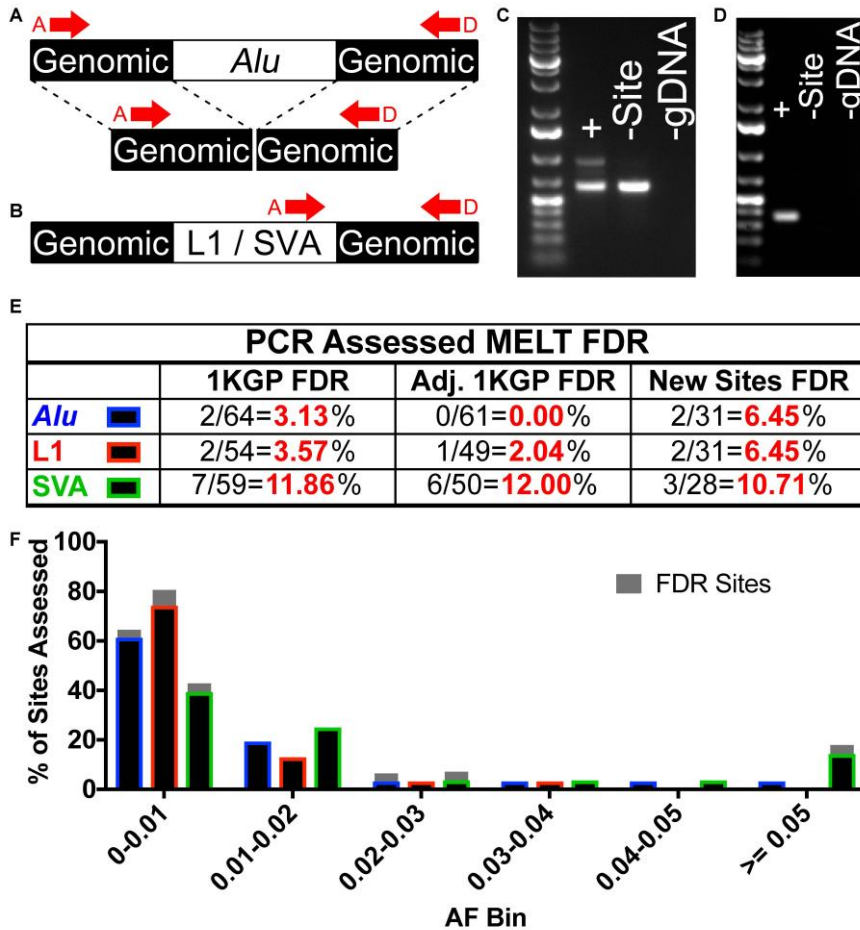 A
A
D
Genomic Alu Genomic
A
D
Genomic Genomic
B
A
D
Genomic L1 / SVA Genomic
C
+
-Site
-gDNA
D
+
-Site
-gDNA
E
PCR Assessed MELT FDR
1KGP FDR Adj. 1KGP FDR New Sites FDR
Alu 2/64=3.13% 0/61=0.00% 2/31=6.45%
L1 2/54=3.57% 1/49=2.04% 2/31=6.45%
SVA 7/59=11.86% 6/50=12.00% 3/28=10.71%
F
% of Sites Assessed
100
80
60
40
20
0
FDR Sites
0-0.01
0.01-0.02
0.02-0.03
0.03-0.04
0.04-0.05
>= 0.05
AF Bin